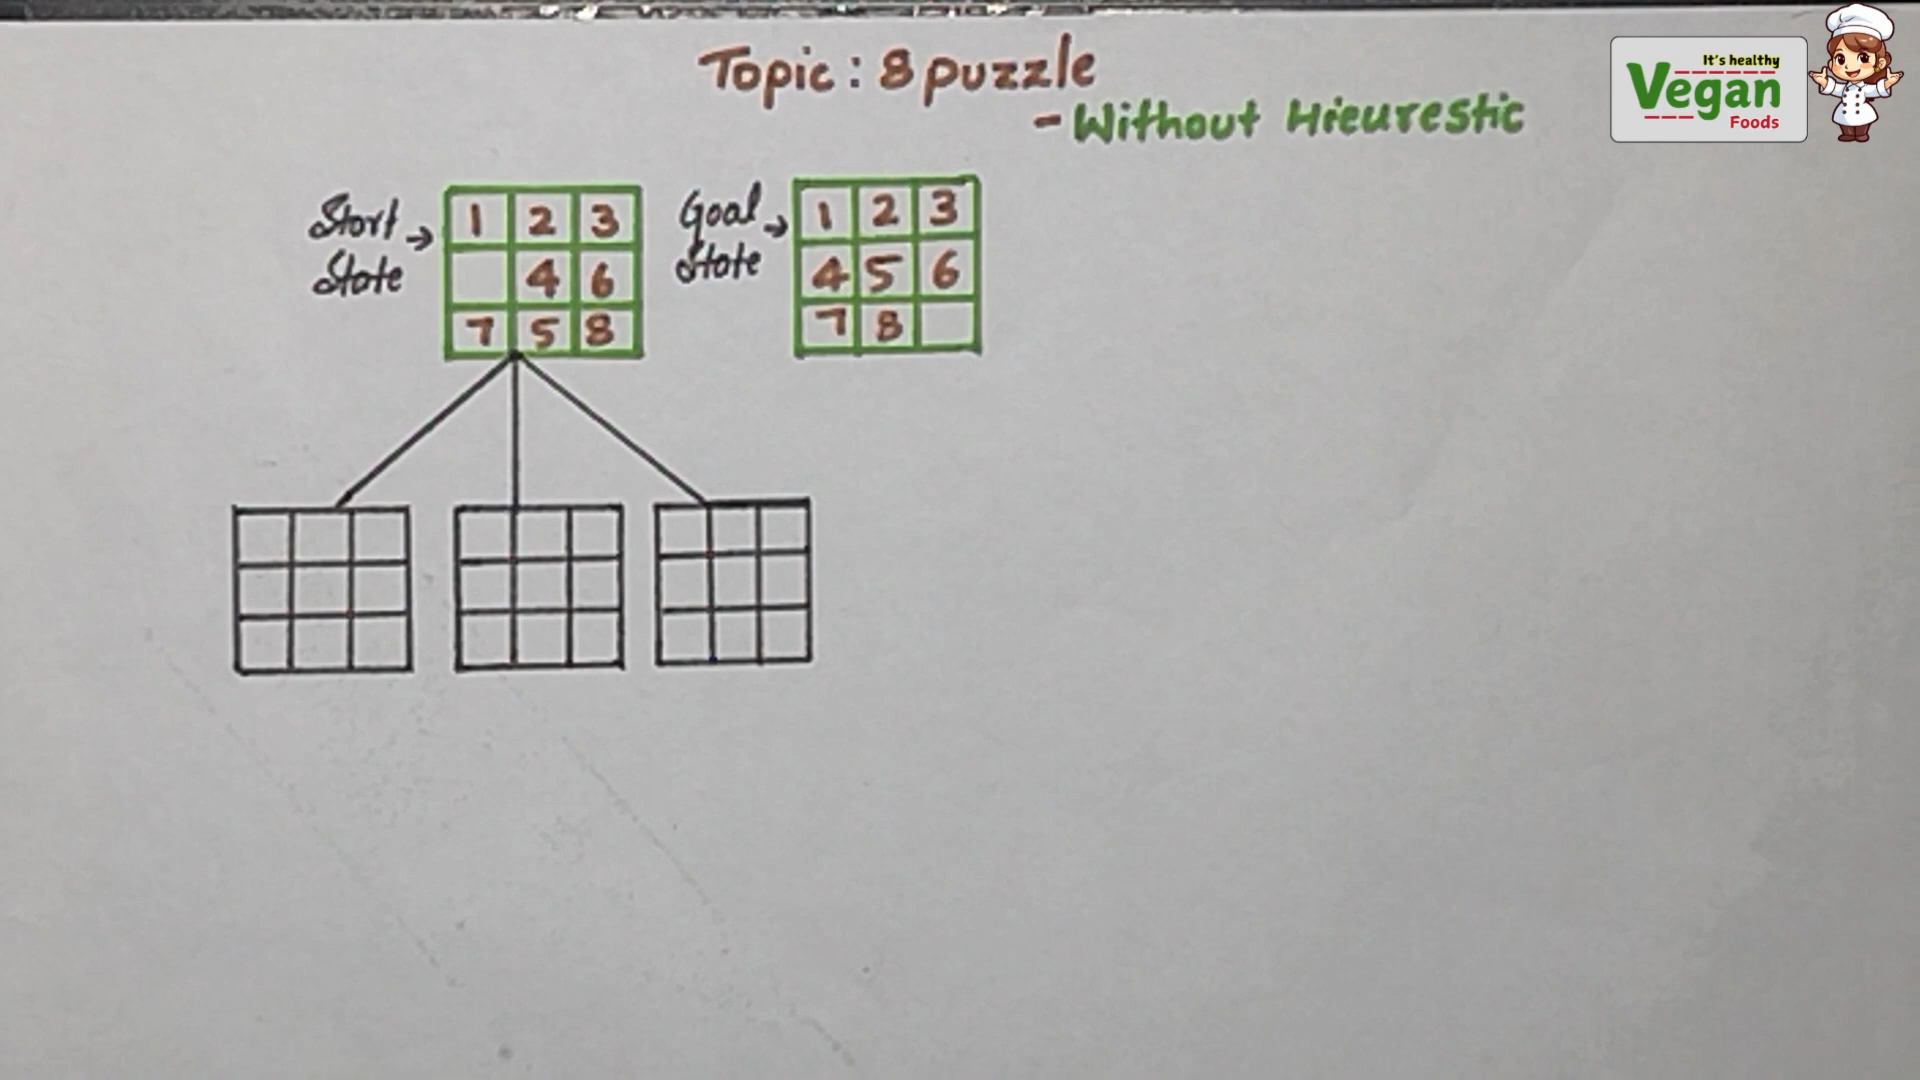 Topic : 8 puzzle
- Without Hieurestic
It's healthy
Vegan
Foods
Start
State
1 2 3
4 6
7 5 8
Goal
State
1 2 3
4 5 6
7 8